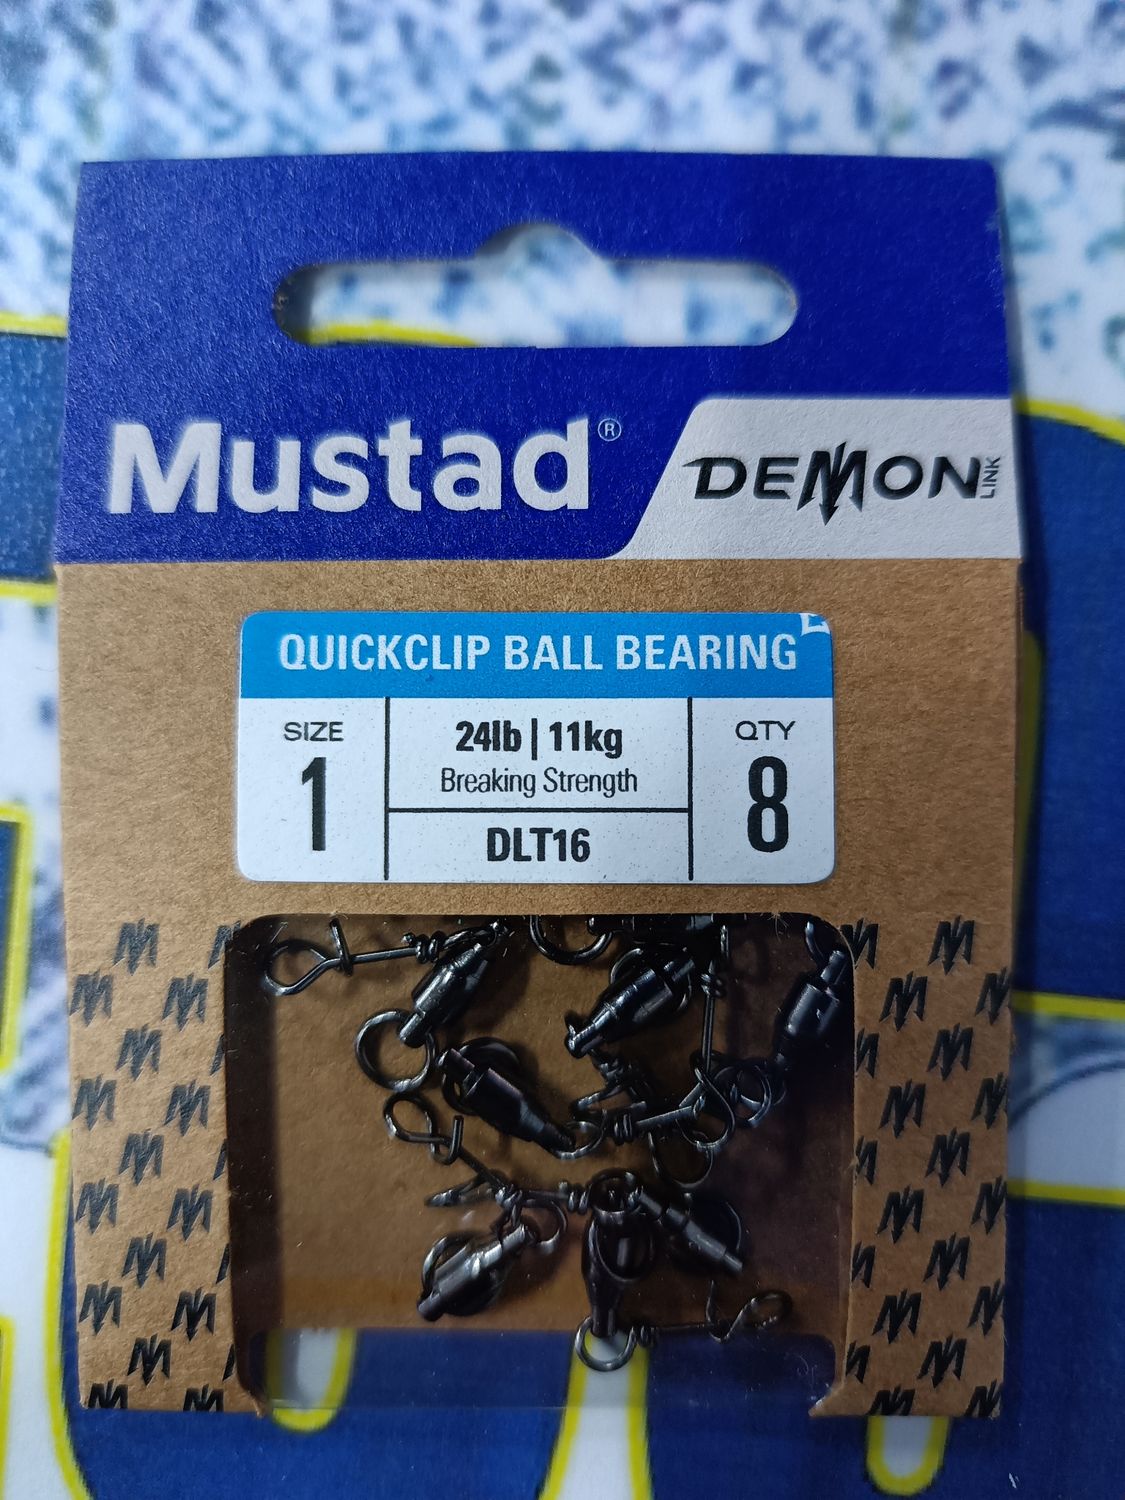 Mustad®
DEMON
LINK
QUICKCLIP BALL BEARING
SIZE
1
24lb | 11kg
Breaking Strength
DLT16
QTY
8